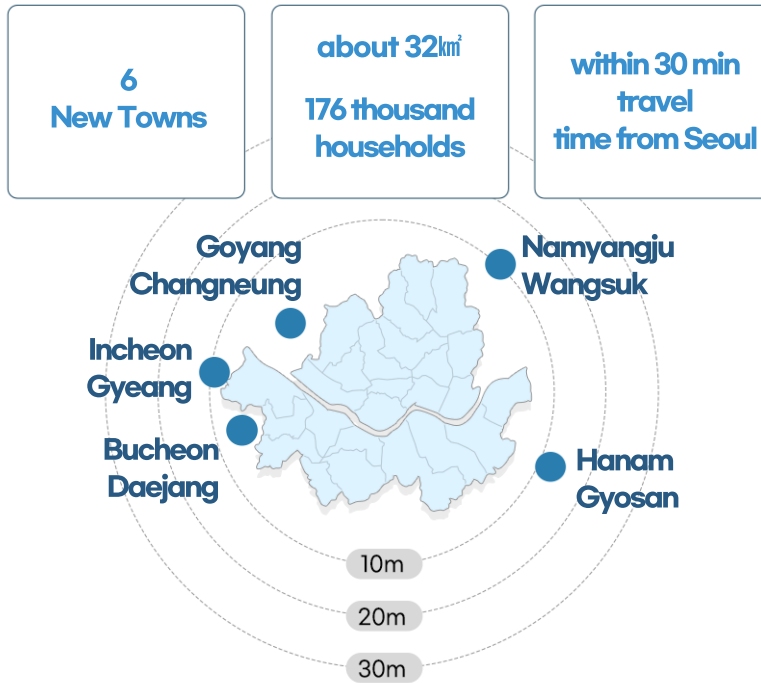 6
New Towns
about 32㎢
176 thousand
households
within 30 min
travel
time from Seoul
Goyang
Changneung
Namyangju
Wangsuk
Incheon
Gyeang
Bucheon
Daejang
Hanam
Gyosan
10m
20m
30m